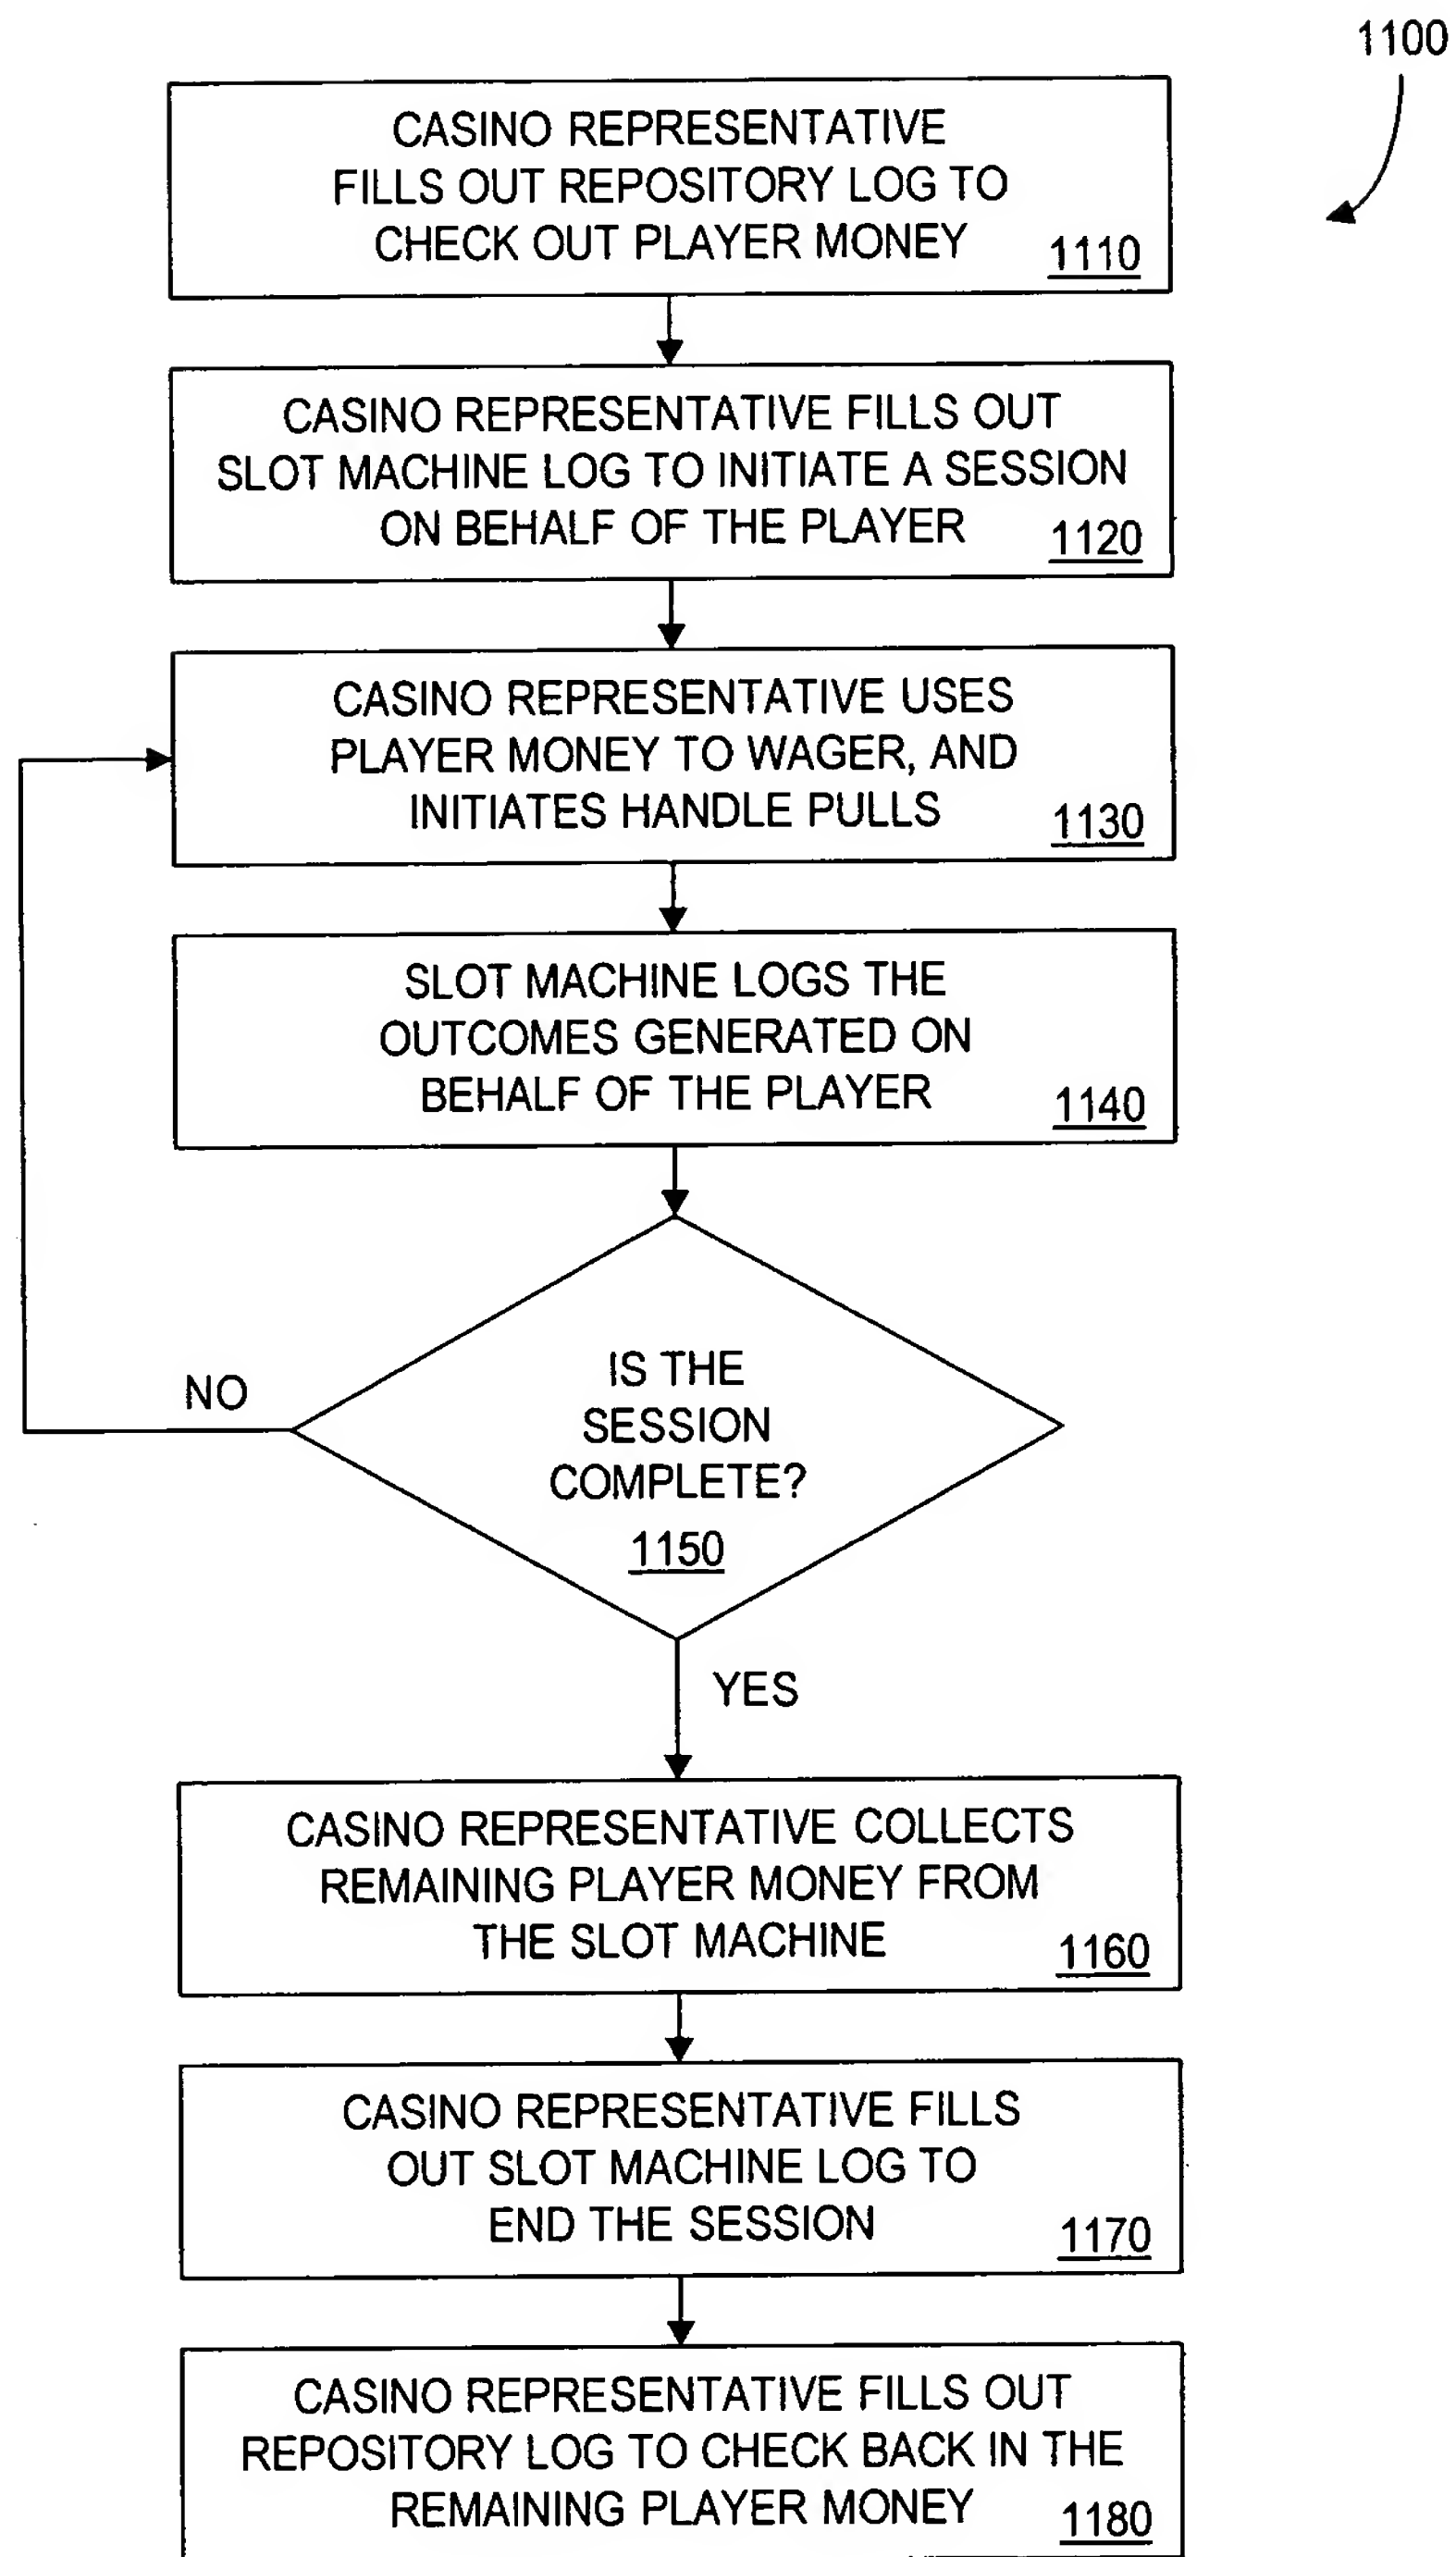 1100
CASINO REPRESENTATIVE
FILLS OUT REPOSITORY LOG TO
CHECK OUT PLAYER MONEY
1110
CASINO REPRESENTATIVE FILLS OUT
SLOT MACHINE LOG TO INITIATE A SESSION
ON BEHALF OF THE PLAYER
1120
CASINO REPRESENTATIVE USES
PLAYER MONEY TO WAGER, AND
INITIATES HANDLE PULLS
1130
SLOT MACHINE LOGS THE
OUTCOMES GENERATED ON
BEHALF OF THE PLAYER
1140
IS THE
SESSION
COMPLETE?
1150
NO
YES
CASINO REPRESENTATIVE COLLECTS
REMAINING PLAYER MONEY FROM
THE SLOT MACHINE
1160
CASINO REPRESENTATIVE FILLS
OUT SLOT MACHINE LOG TO
END THE SESSION
1170
CASINO REPRESENTATIVE FILLS OUT
REPOSITORY LOG TO CHECK BACK IN THE
REMAINING PLAYER MONEY
1180